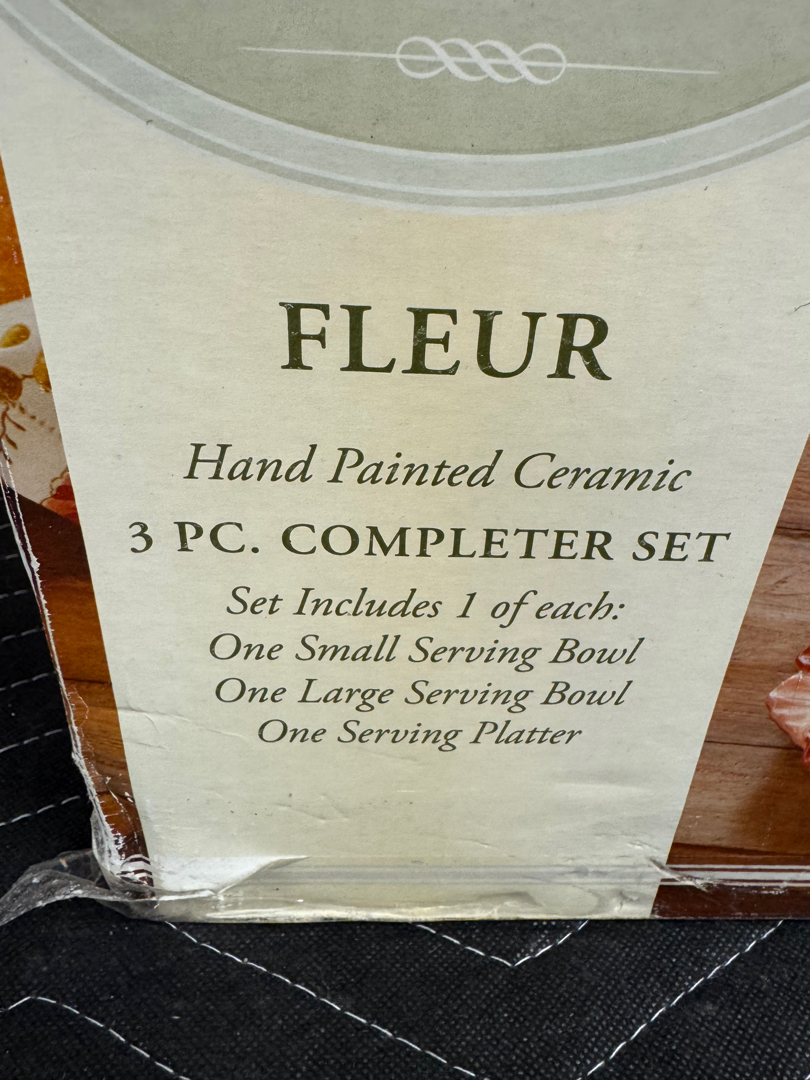 FLEUR
Hand Painted Ceramic
3 PC. COMPLETER SET
Set Includes 1 of each:
One Small Serving Bowl
One Large Serving Bowl
One Serving Platter